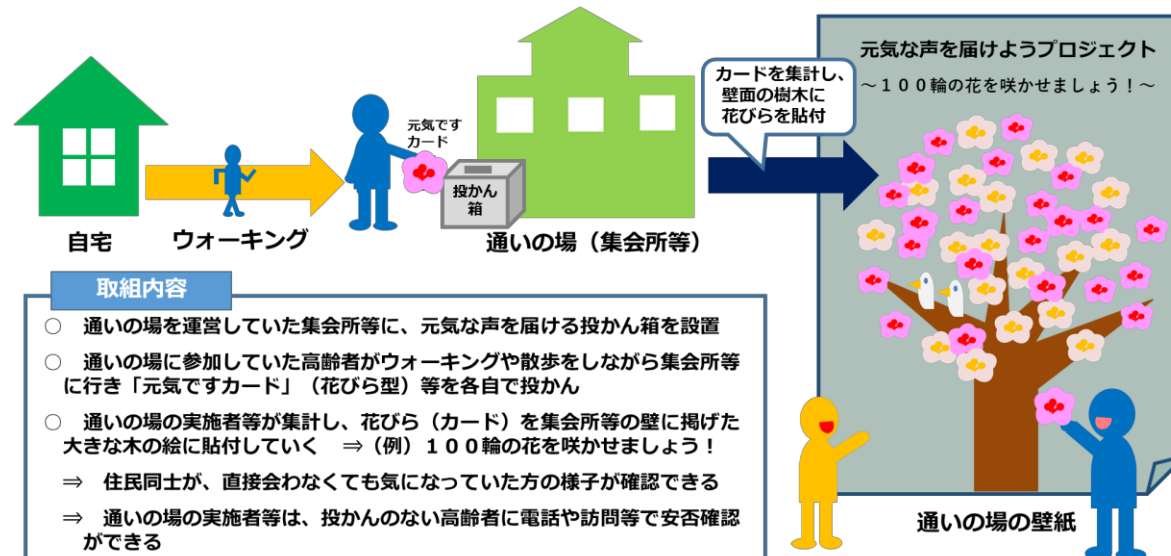 元気な声を届けようプロジェクト
～１００輪の花を咲かせましょう！～
カードを集計し、
壁面の樹木に
花びらを貼付
元気です
カード
投かん
箱
自宅
ウォーキング
通いの場（集会所等）
取組内容
○　通いの場を運営していた集会所等に、元気な声を届ける投かん箱を設置
○　通いの場に参加していた高齢者がウォーキングや散歩をしながら集会所等
に行き「元気ですカード」（花びら型）等を各自で投かん
○　通いの場の実施者等が集計し、花びら（カード）を集会所等の壁に掲げた
大きな木の絵に貼付していく　⇒（例）１００輪の花を咲かせましょう！
⇒　住民同士が、直接会わなくても気になっていた方の様子が確認できる
⇒　通いの場の実施者等は、投かんのない高齢者に電話や訪問等で安否確認
ができる
通いの場の壁紙